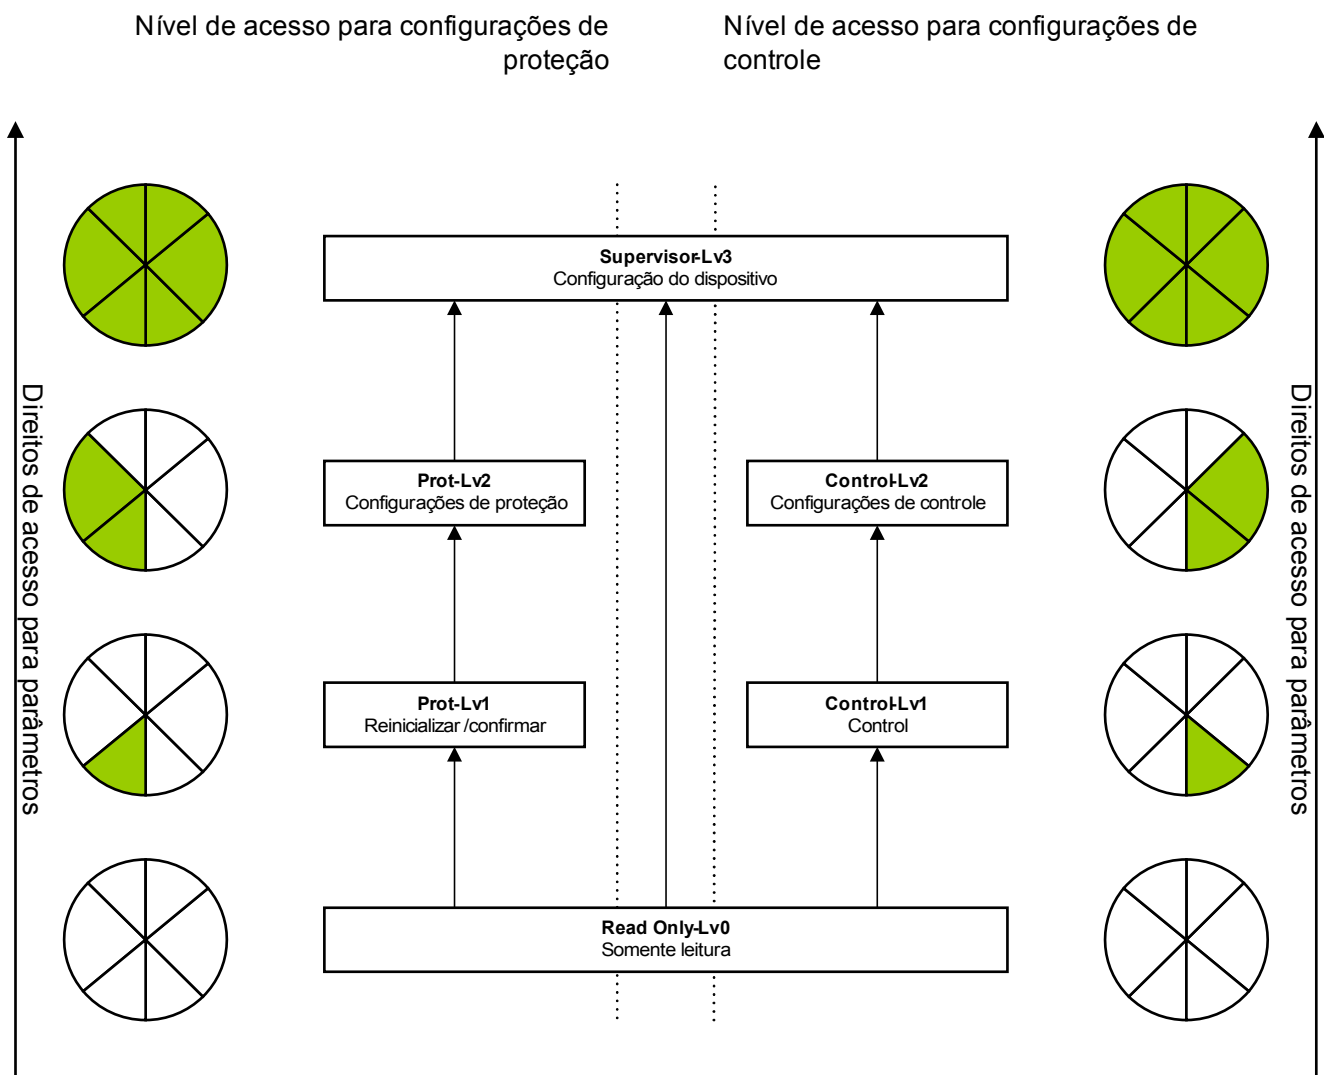 Nível de acesso para configurações de
proteção
Nível de acesso para configurações de
controle
Supervisor-Lv3
Configuração do dispositivo
Direitos de acesso para parâmetros
Direitos de acesso para parâmetros
Prot-Lv2
Configurações de proteção
Control-Lv2
Configurações de controle
Prot-Lv1
Reinicializar /confirmar
Control-Lv1
Control
Read Only-Lv0
Somente leitura